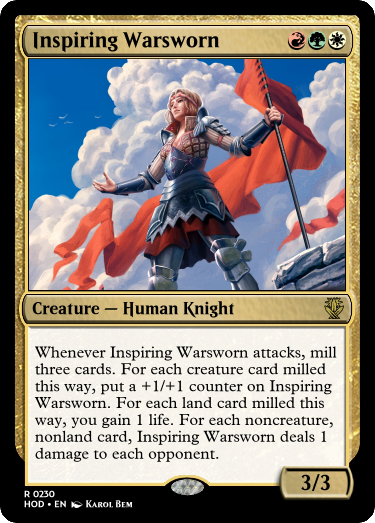 Inspiring Warsworn
Creature — Human Knight
Whenever Inspiring Warsworn attacks, mill
three cards. For each creature card milled
this way, put a +1/+1 counter on Inspiring
Warsworn. For each land card milled this
way, you gain 1 life. For each noncreature,
nonland card, Inspiring Warsworn deals 1
damage to each opponent.
3/3
R 0230
HOD • EN Karol Bem